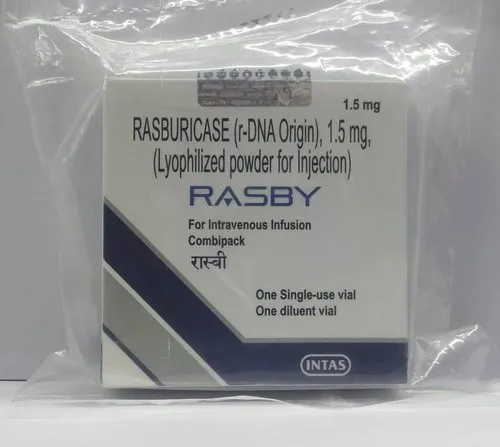 1.5 mg
RASBURICASE (r-DNA Origin), 1.5 mg,
(Lyophilized powder for Injection)
RASBY
For Intravenous Infusion
Combipack
रास्बी
One Single-use vial
One diluent vial
INTAS